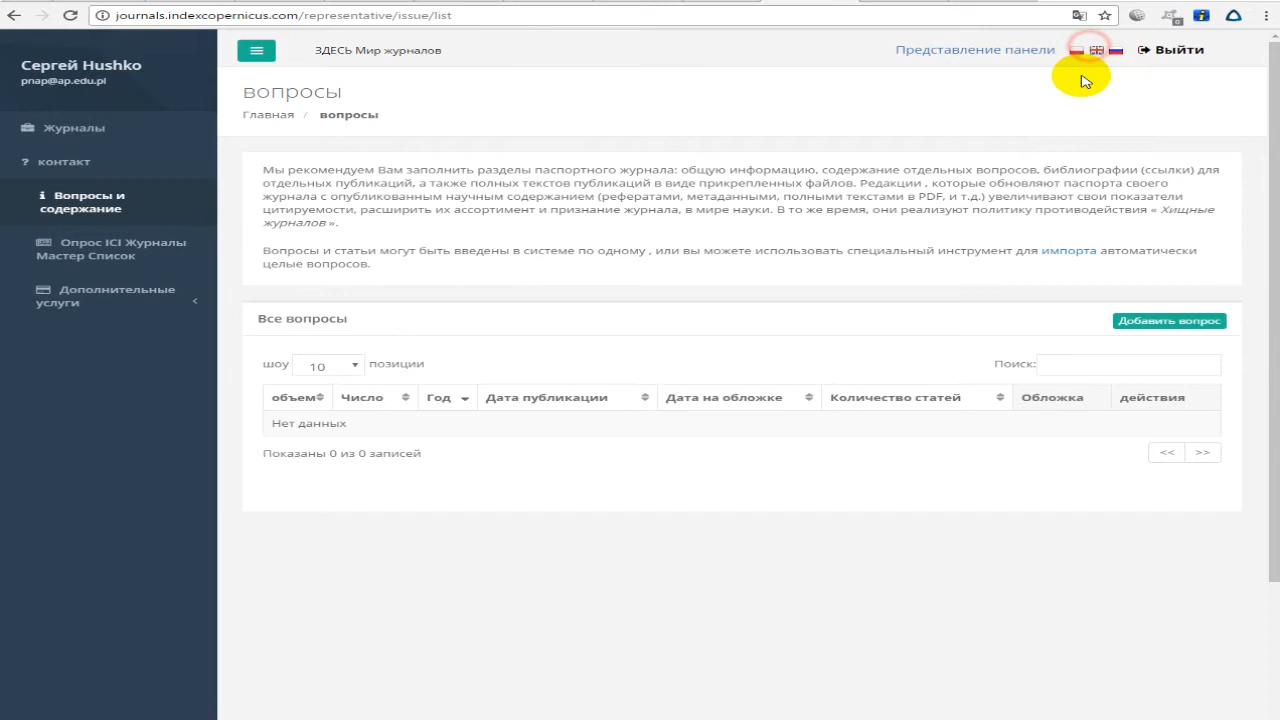 journals.indexcopernicus.com/representative/issue/list
Сергей Hushko
pnap@ap.edu.pl
Журналы
? контакт
Вопросы и
содержание
Опрос ICI Журналы
Мастер Список
Дополнительные
услуги
ЗДЕСЬ Мир журналов
Представление панели
Выйти
вопросы
Главная / вопросы
Мы рекомендуем Вам заполнить разделы паспортного журнала: общую информацию, содержание отдельных вопросов, библиографии (ссылки) для
отдельных публикаций, а также полных текстов публикаций в виде прикрепленных файлов. Редакции , которые обновляют паспорта своего
журнала с опубликованным научным содержанием (рефератами, метаданными, полными текстами в PDF, и т.д.) увеличивают свои показатели
цитируемости, расширить их ассортимент и признание журнала, в мире науки. В то же время, они реализуют политику противодействия « Хищные
журналов ».
Вопросы и статьи могут быть введены в системе по одному , или вы можете использовать специальный инструмент для импорта автоматически
целые вопросов.
Все вопросы
Добавить вопрос
шоу 10 позиции
Поиск:
объем Число Год Дата публикации Дата на обложке Количество статей Обложка действия
Нет данных
Показаны 0 из 0 записей
<< >>